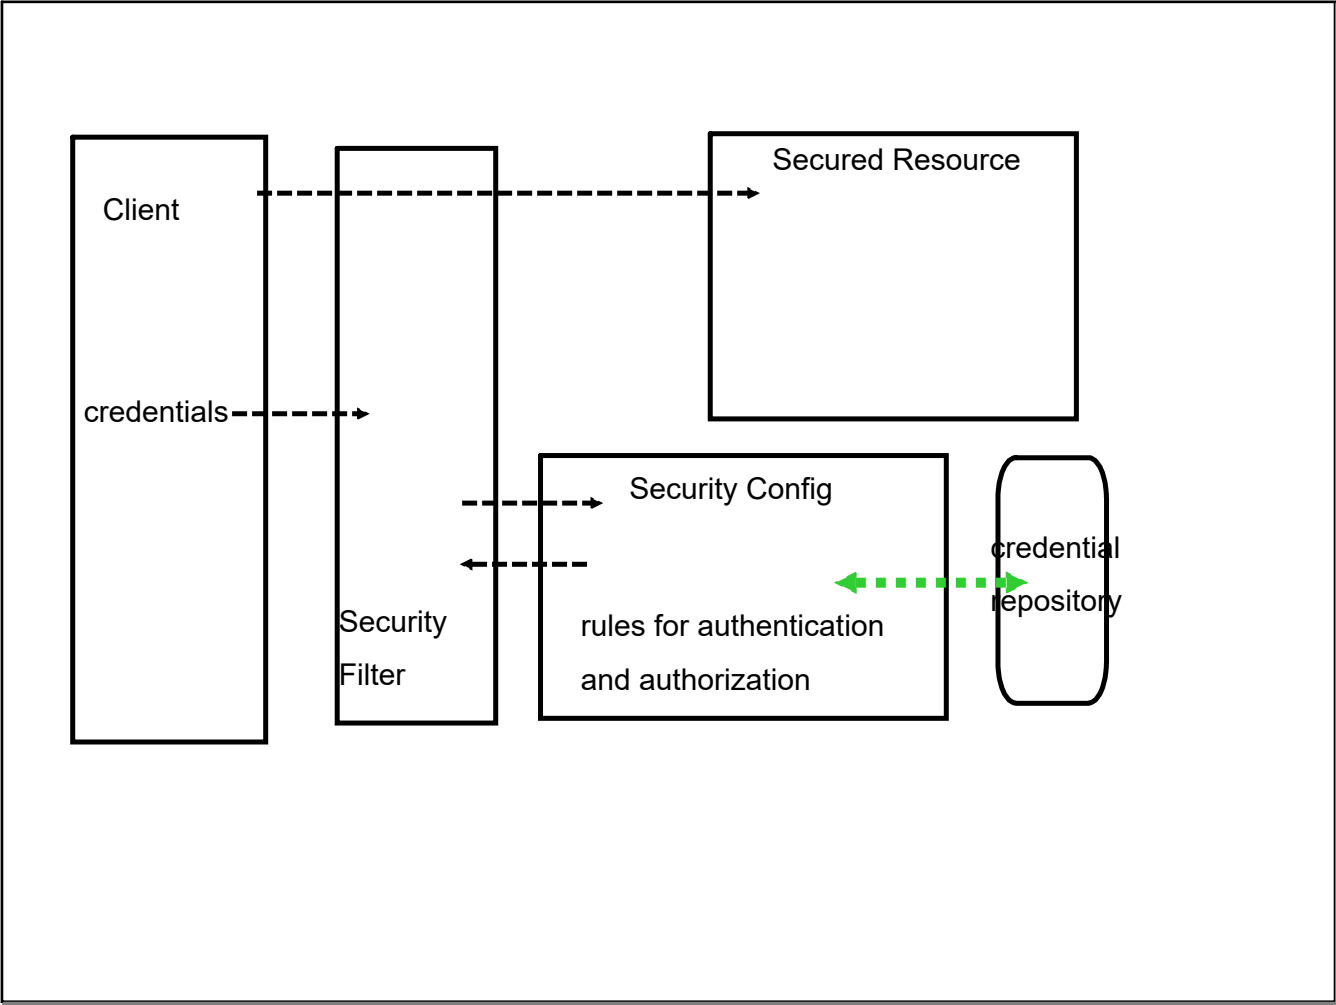 Client
credentials
Security
Filter
Secured Resource
Security Config
rules for authentication
and authorization
credential
repository